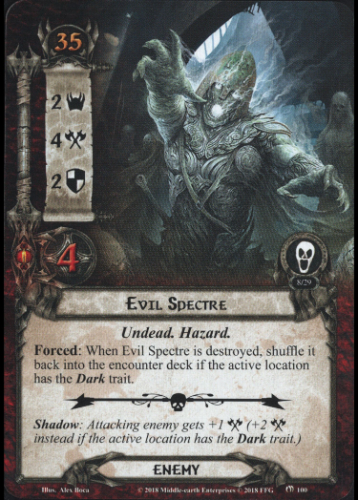 35
2
4
2
4
8/29
Evil Spectre
Undead. Hazard.
Forced: When Evil Spectre is destroyed, shuffle it
back into the encounter deck if the active location
has the Dark trait.
Shadow: Attacking enemy gets +1 (+2
instead if the active location has the Dark trait.)
Illus. Alex Boca
ENEMY
© 2018 Middle-earth Enterprises © 2018 FFG
100